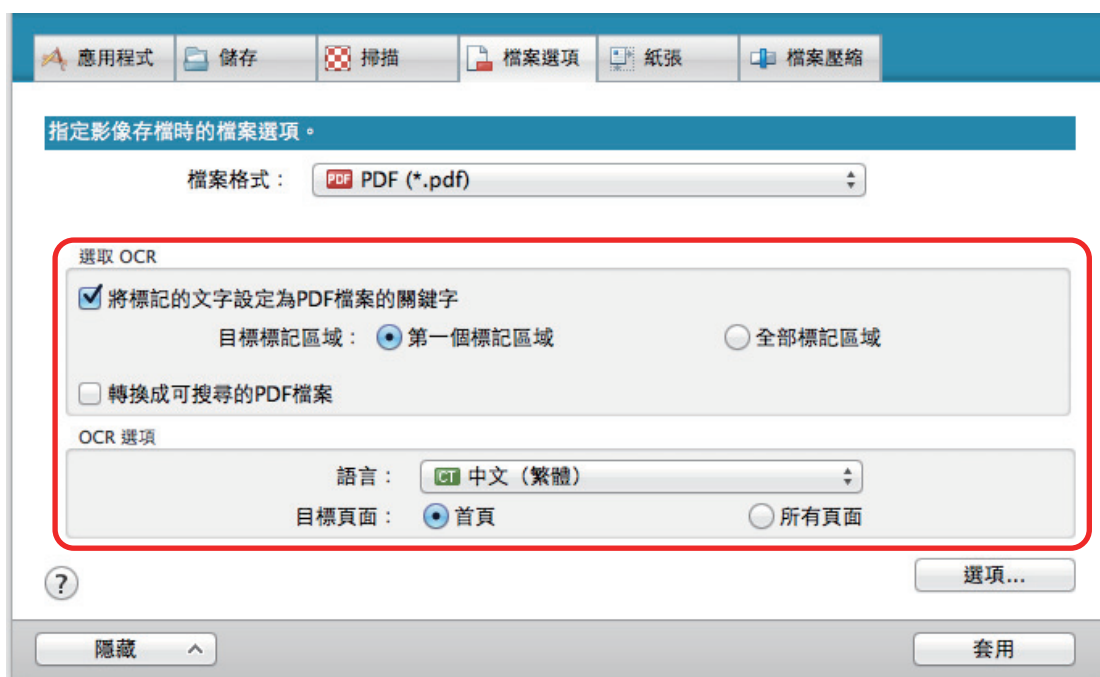 應用程式 儲存 掃描 檔案選項 紙張 檔案壓縮
指定影像存檔時的檔案選項。
檔案格式： PDF PDF (*.pdf)
選取 OCR
將標記的文字設定為PDF檔案的關鍵字
目標標記區域： 第一個標記區域 全部標記區域
轉換成可搜尋的PDF檔案
OCR 選項
語言： CT 中文（繁體）
目標頁面： 首頁 所有頁面
? 選項...
隱藏 套用